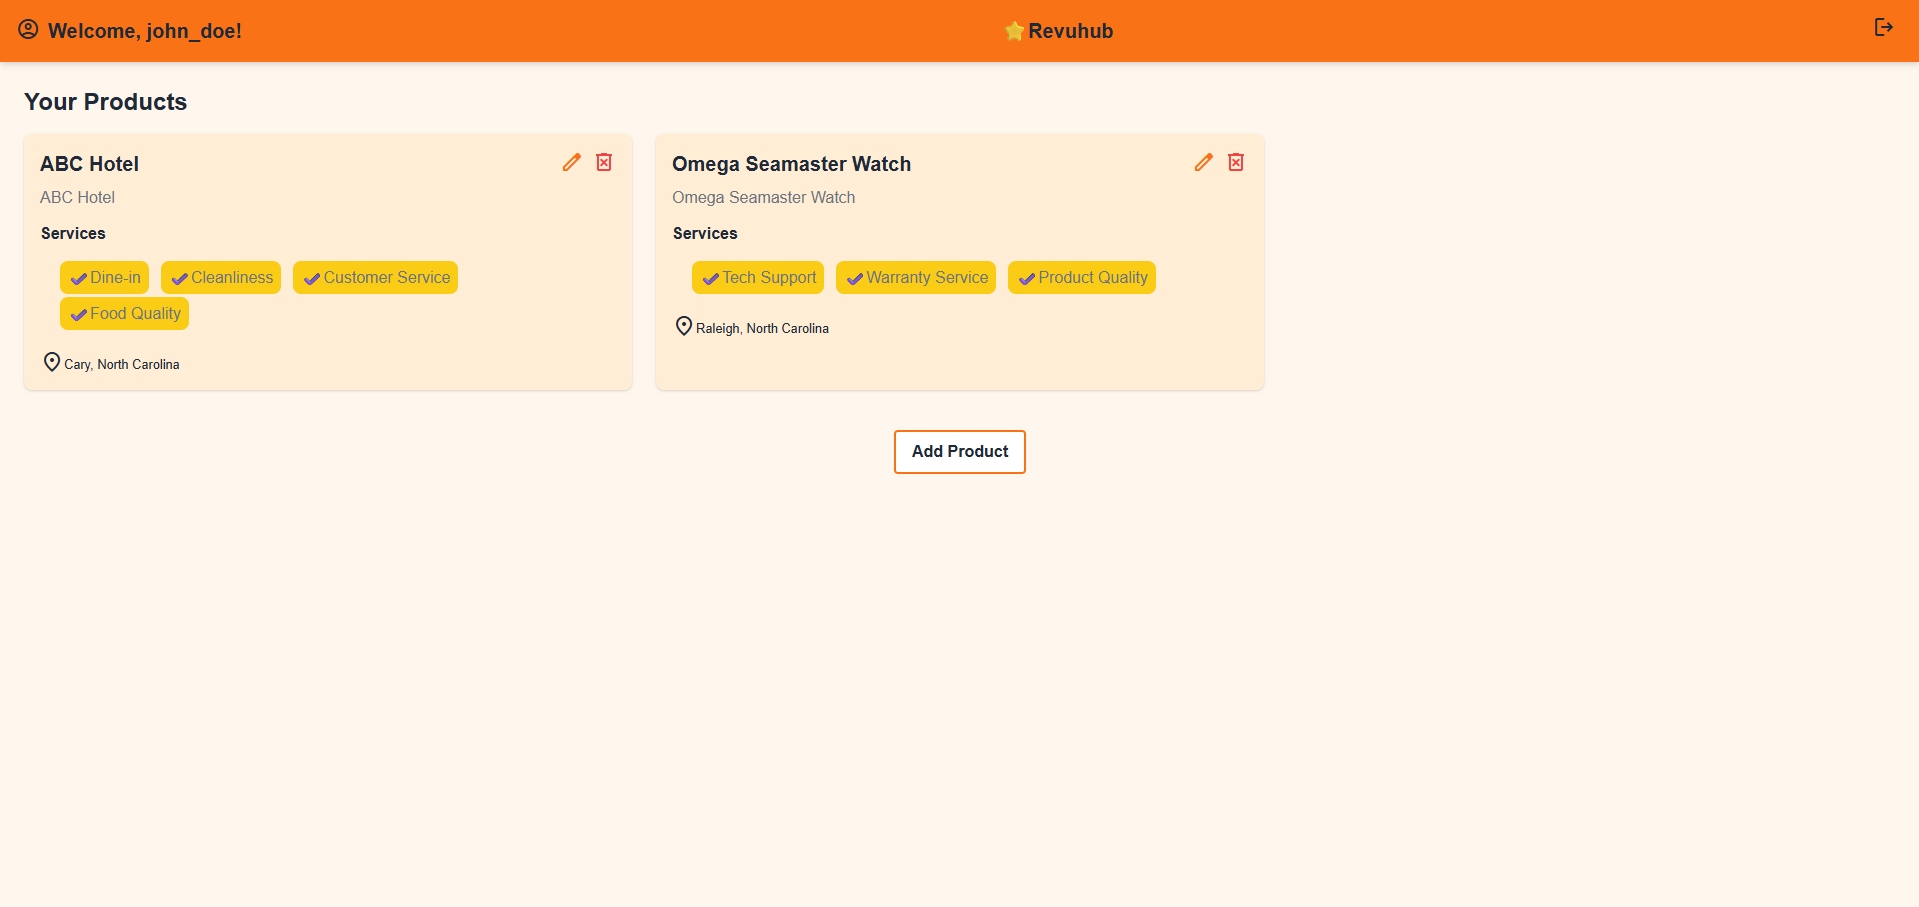 Welcome, john_doe!
Revuhub
Your Products
ABC Hotel
ABC Hotel
Services
Dine-in Cleanliness Customer Service
Food Quality
Cary, North Carolina
Omega Seamaster Watch
Omega Seamaster Watch
Services
Tech Support Warranty Service Product Quality
Raleigh, North Carolina
Add Product